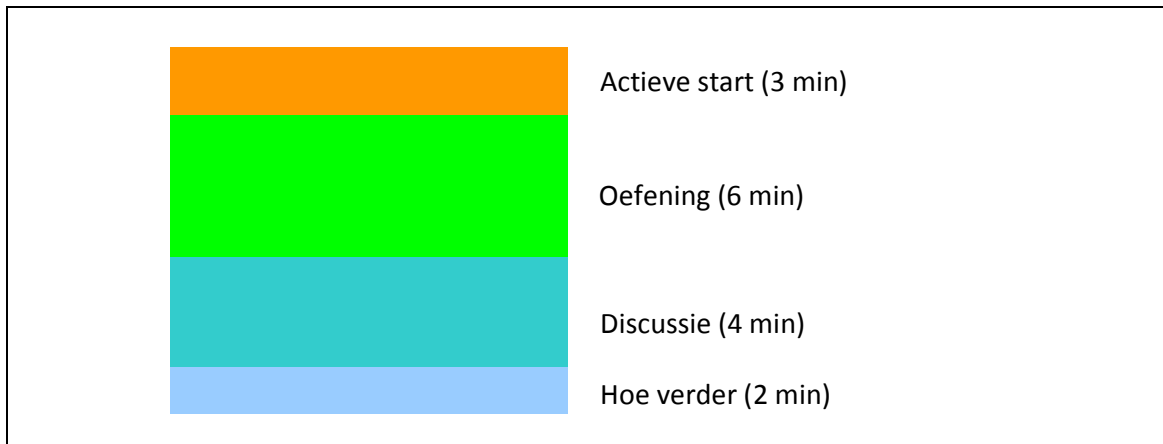 Actieve start (3 min)
Oefening (6 min)
Discussie (4 min)
Hoe verder (2 min)